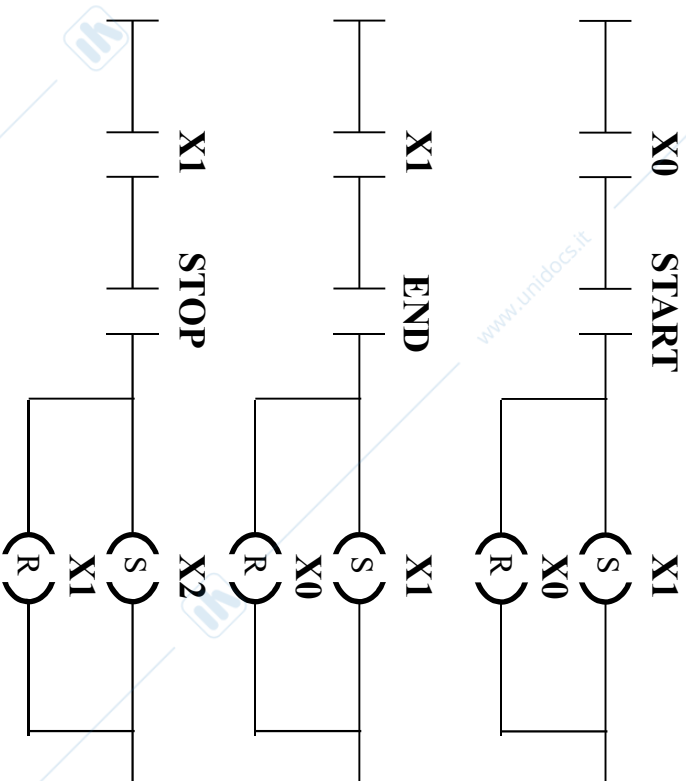 X0 START X1
S
X0
R
X1 END X1
S
X0
R
X1 STOP X2
S
X1
R
www.unidocs.it